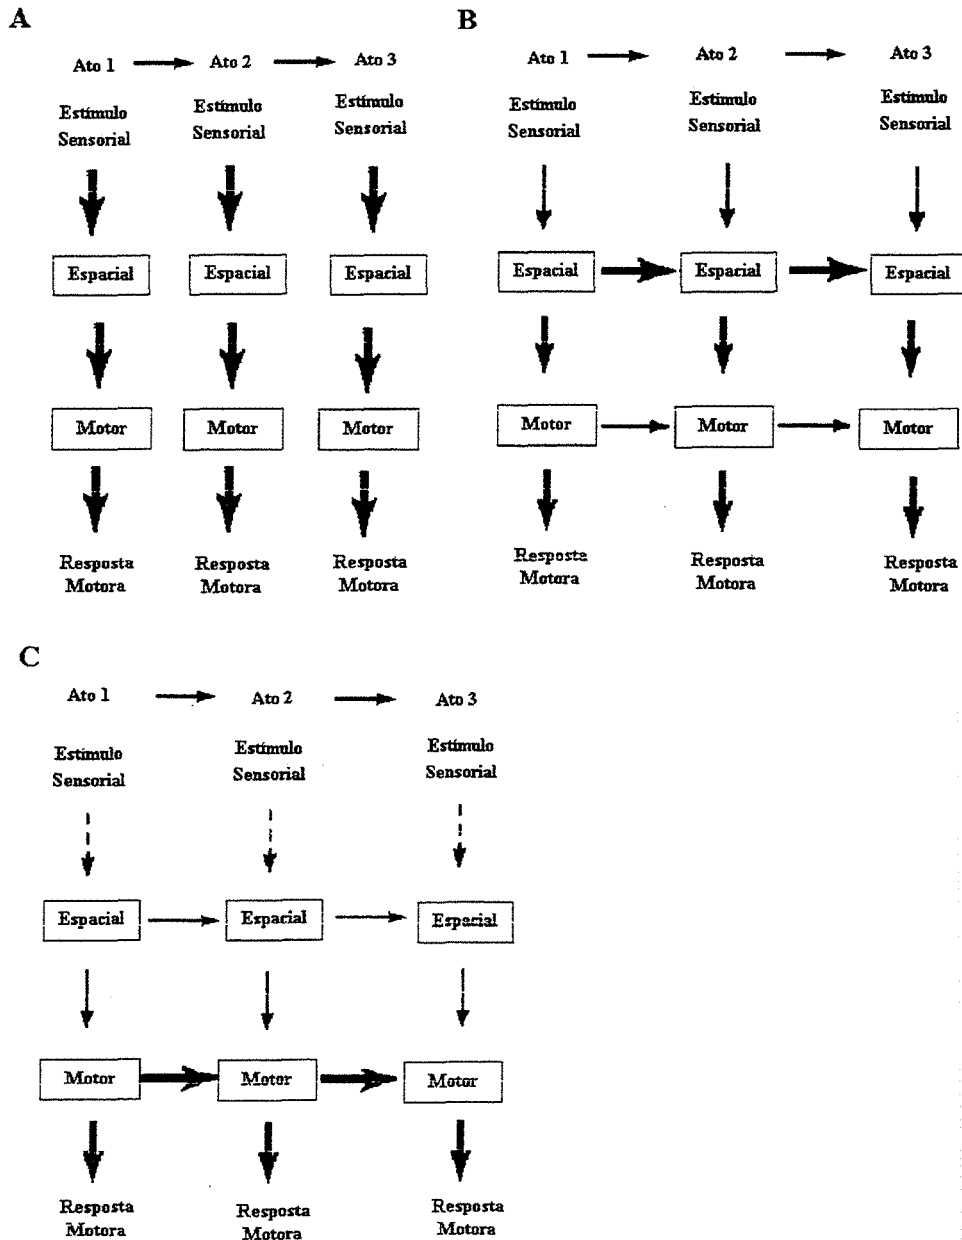 A
Ato 1
Ato 2
Ato 3
Estímulo
Sensorial
Estímulo
Sensorial
Estímulo
Sensorial
Espacial
Espacial
Espacial
Motor
Motor
Motor
Resposta
Motora
Resposta
Motora
Resposta
Motora
B
Ato 1
Ato 2
Ato 3
Estímulo
Sensorial
Estímulo
Sensorial
Estímulo
Sensorial
Espacial
Espacial
Espacial
Motor
Motor
Motor
Resposta
Motora
Resposta
Motora
Resposta
Motora
C
Ato 1
Ato 2
Ato 3
Estímulo
Sensorial
Estímulo
Sensorial
Estímulo
Sensorial
Espacial
Espacial
Espacial
Motor
Motor
Motor
Resposta
Motora
Resposta
Motora
Resposta
Motora